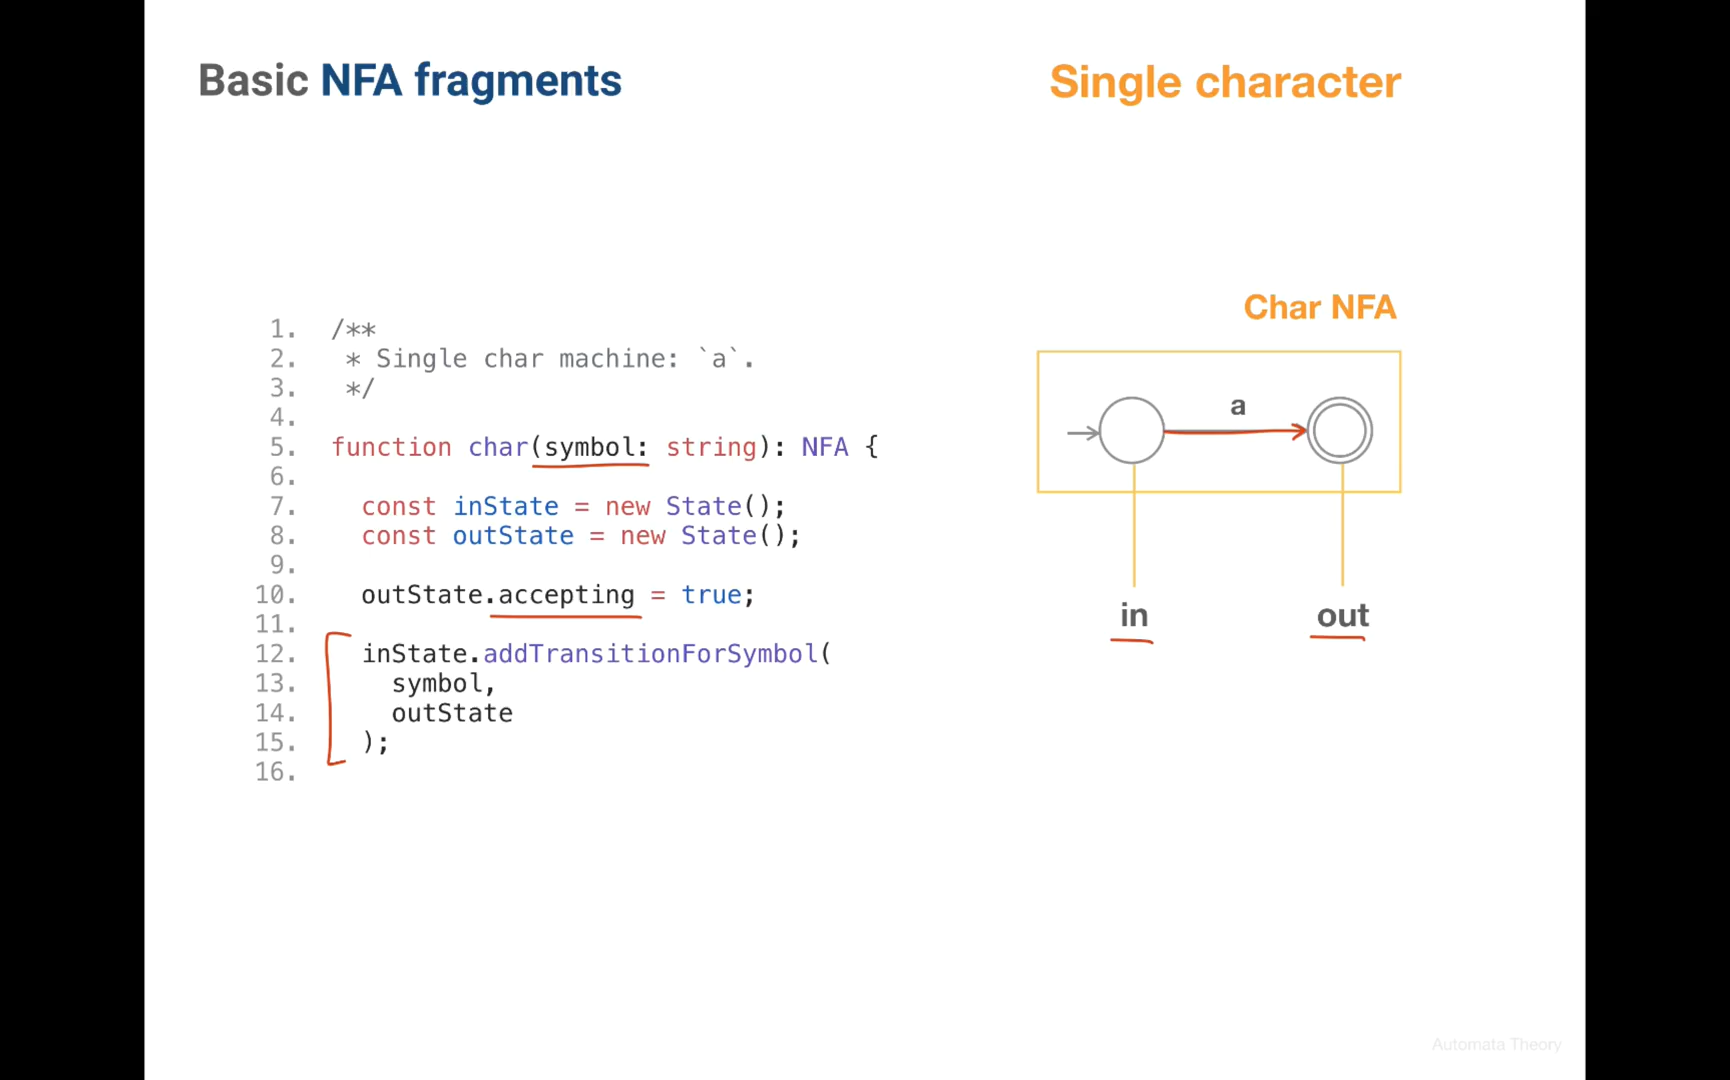 Basic NFA fragments
Single character
1. /**
2. * Single char machine: `a`.
3. */
4.
5. function char(symbol: string): NFA {
6.
7. const inState = new State();
8. const outState = new State();
9.
10. outState.accepting = true;
11.
12. inState.addTransitionForSymbol(
13. symbol,
14. outState
15. );
16.
Char NFA
a
in
out
Automata Theory